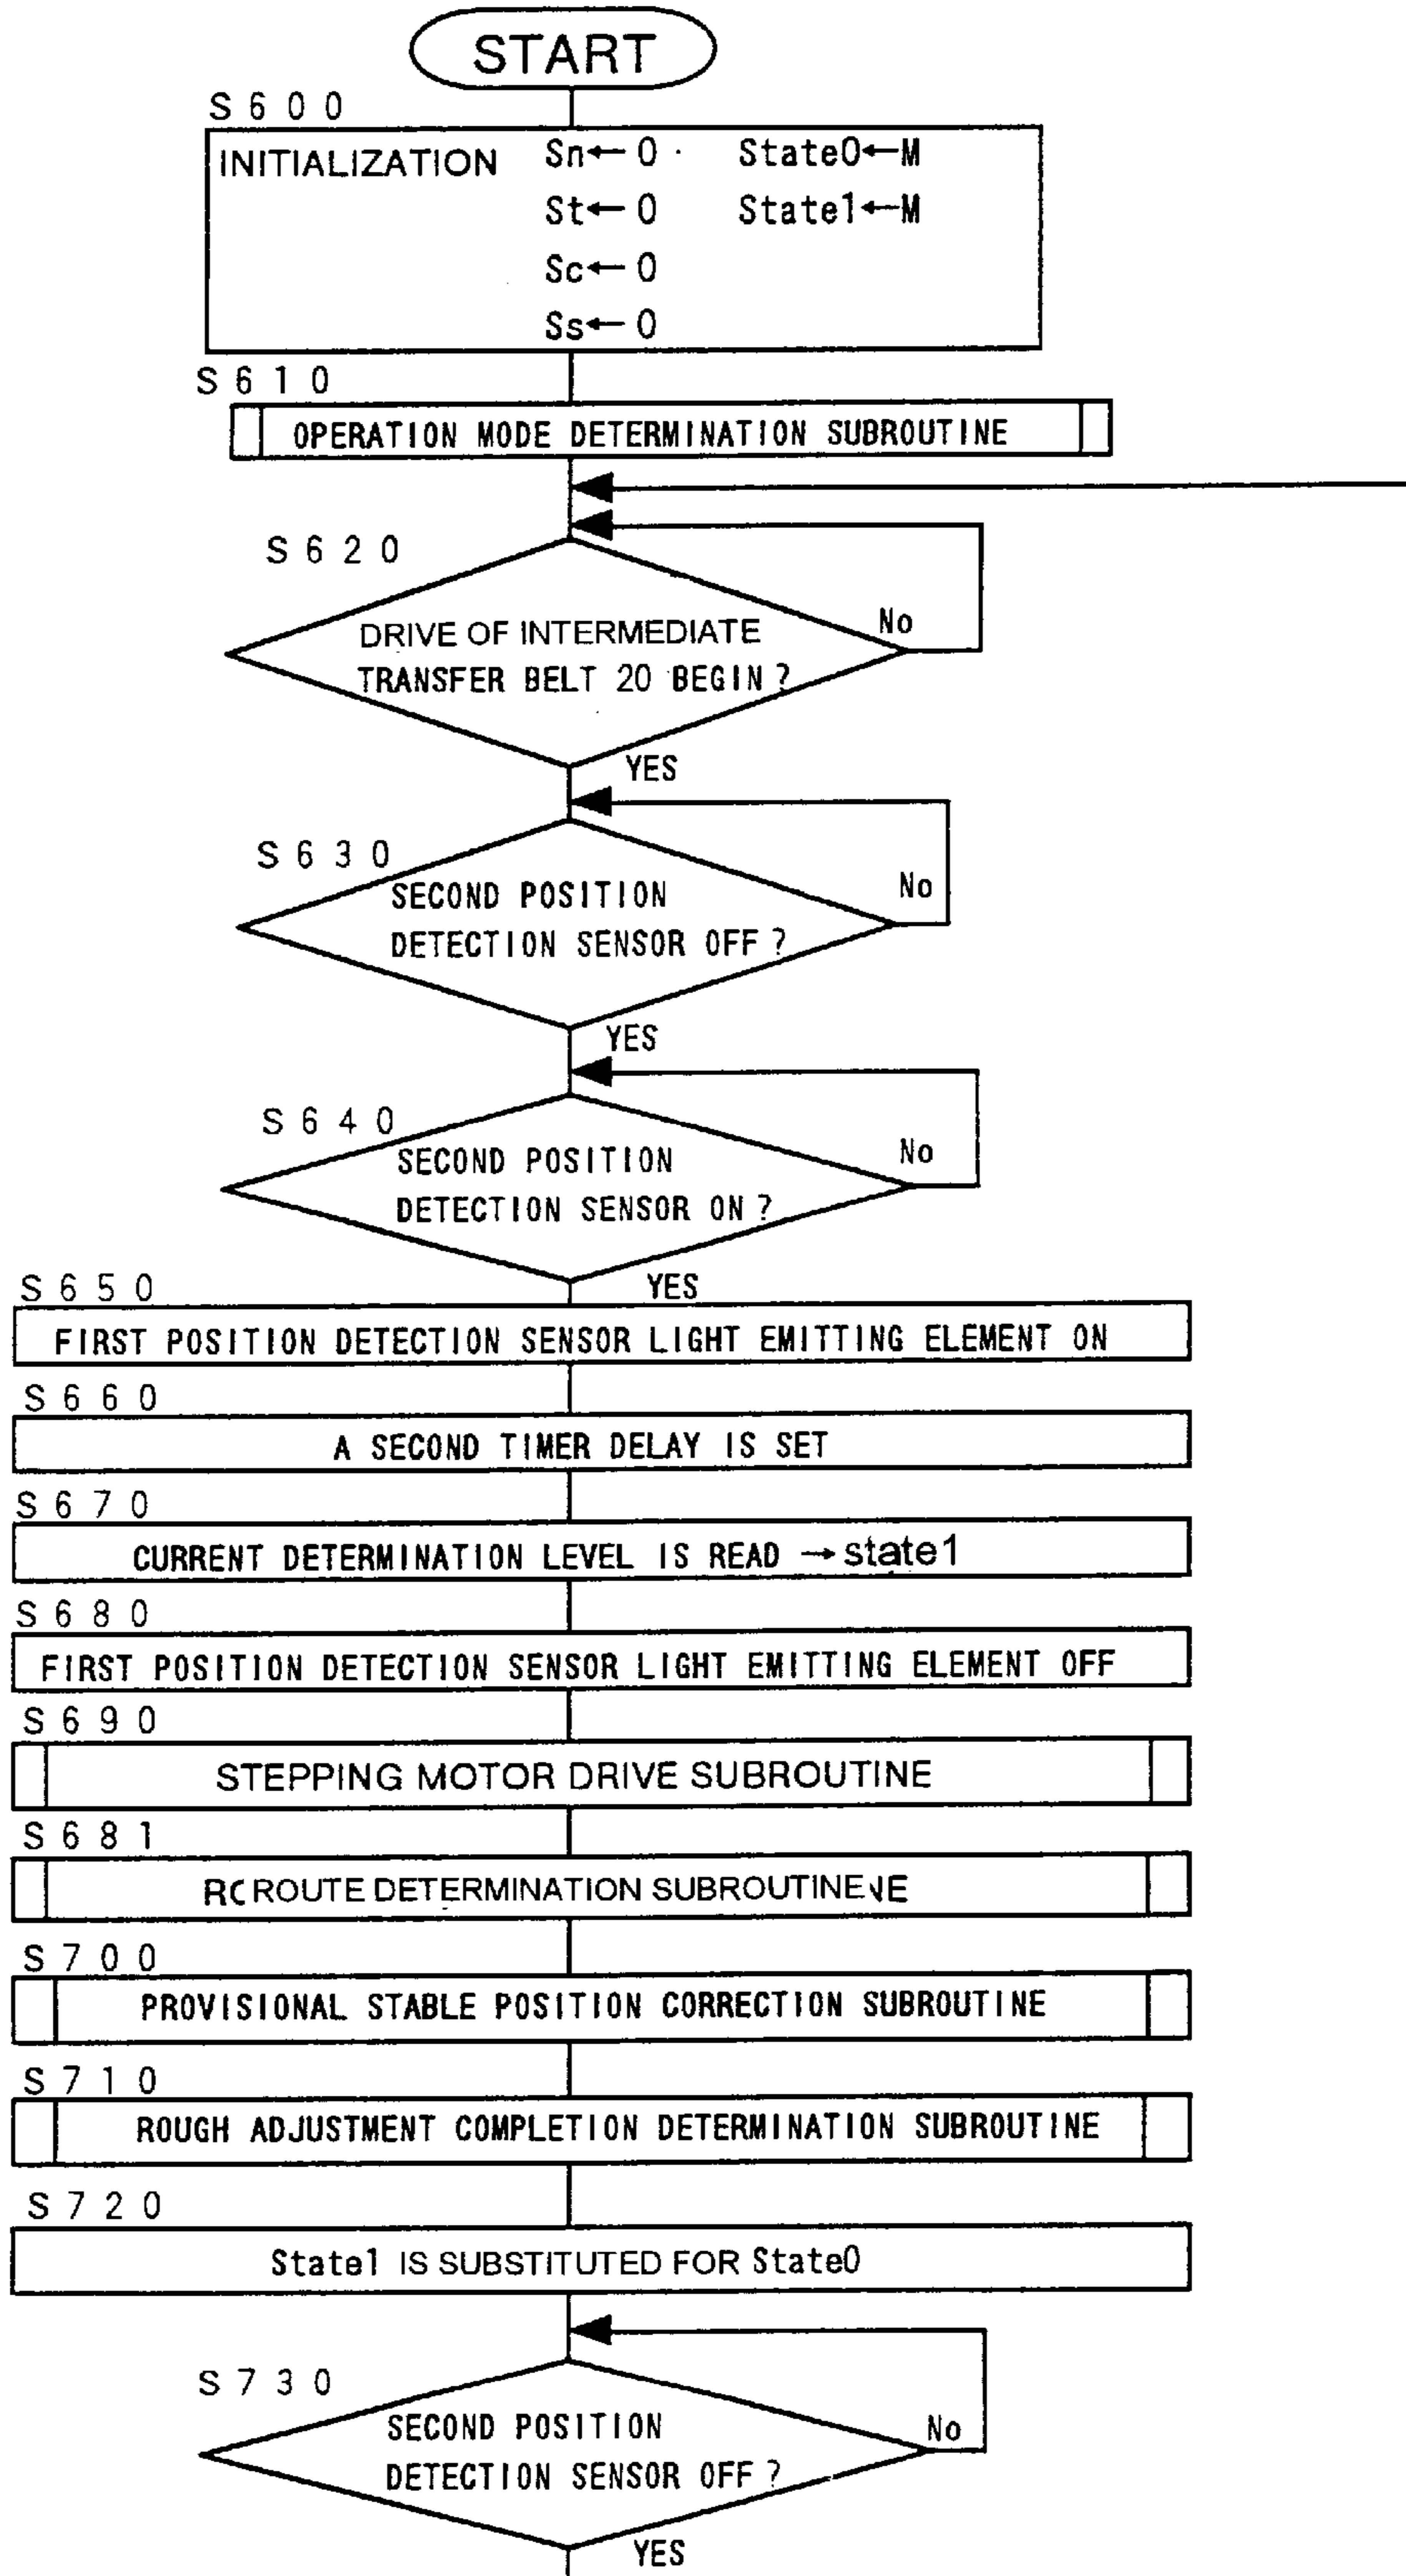 START
S600
INITIALIZATION Sn←0 State0←M
St←0 State1←M
Sc←0
Ss←0
S610
OPERATION MODE DETERMINATION SUBROUTINE
S620
DRIVE OF INTERMEDIATE
No
TRANSFER BELT 20 BEGIN?
YES
S630
SECOND POSITION
No
DETECTION SENSOR OFF?
YES
S640
SECOND POSITION
No
DETECTION SENSOR ON?
YES
S650
FIRST POSITION DETECTION SENSOR LIGHT EMITTING ELEMENT ON
S660
A SECOND TIMER DELAY IS SET
S670
CURRENT DETERMINATION LEVEL IS READ → state1
S680
FIRST POSITION DETECTION SENSOR LIGHT EMITTING ELEMENT OFF
S690
STEPPING MOTOR DRIVE SUBROUTINE
S681
ROUTE DETERMINATION SUBROUTINE
S700
PROVISIONAL STABLE POSITION CORRECTION SUBROUTINE
S710
ROUGH ADJUSTMENT COMPLETION DETERMINATION SUBROUTINE
S720
State1 IS SUBSTITUTED FOR State0
S730
SECOND POSITION
No
DETECTION SENSOR OFF?
YES